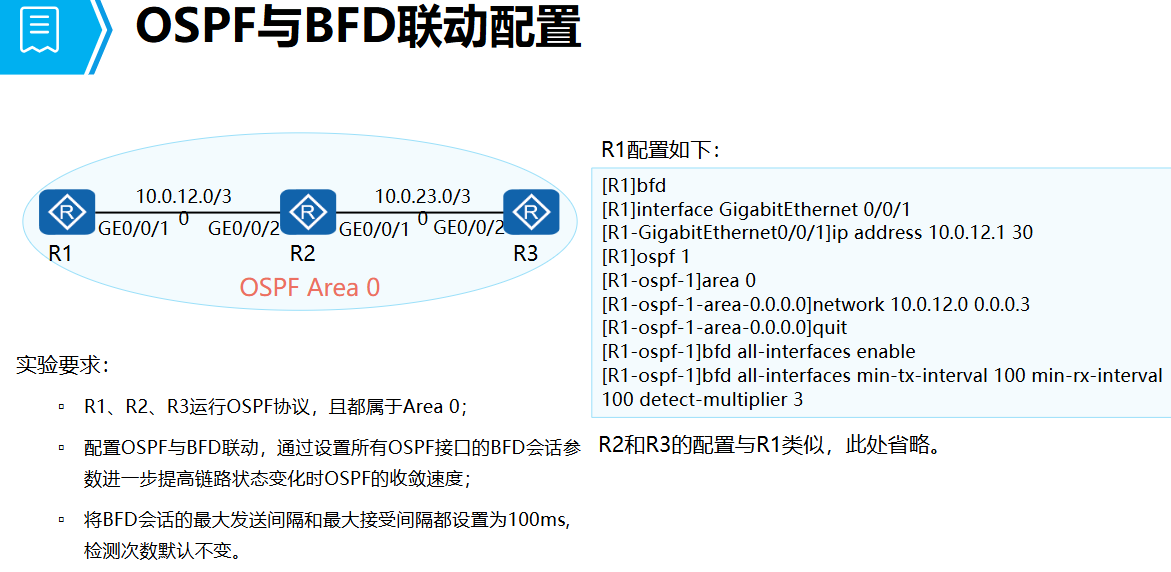 OSPF与BFD联动配置
10.0.12.0/3
0
10.0.23.0/3
0
GE0/0/1
GE0/0/2
GE0/0/1
GE0/0/2
R1
R2
R3
OSPF Area 0
实验要求：
▫ R1、R2、R3运行OSPF协议，且都属于Area 0；
▫ 配置OSPF与BFD联动，通过设置所有OSPF接口的BFD会话参
数进一步提高链路状态变化时OSPF的收敛速度；
▫ 将BFD会话的最大发送间隔和最大接受间隔都设置为100ms,
检测次数默认不变。
R1配置如下：
[R1]bfd
[R1]interface GigabitEthernet 0/0/1
[R1-GigabitEthernet0/0/1]ip address 10.0.12.1 30
[R1]ospf 1
[R1-ospf-1]area 0
[R1-ospf-1-area-0.0.0.0]network 10.0.12.0 0.0.0.3
[R1-ospf-1-area-0.0.0.0]quit
[R1-ospf-1]bfd all-interfaces enable
[R1-ospf-1]bfd all-interfaces min-tx-interval 100 min-rx-interval
100 detect-multiplier 3
R2和R3的配置与R1类似，此处省略。